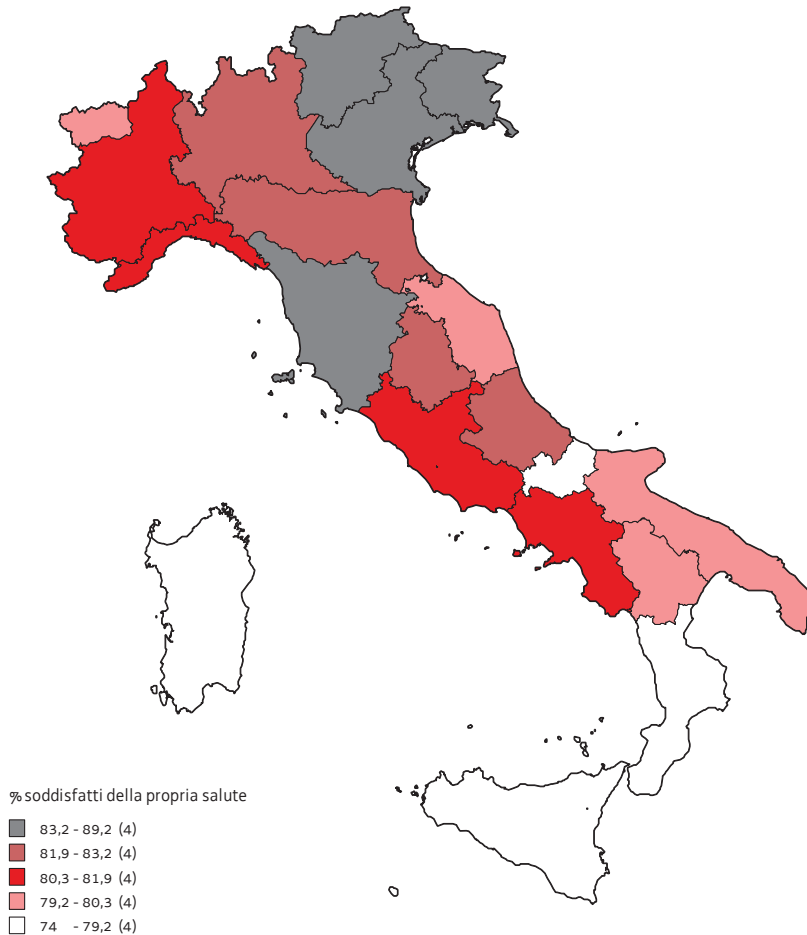 % soddisfatti della propria salute
83,2 - 89,2 (4)
81,9 - 83,2 (4)
80,3 - 81,9 (4)
79,2 - 80,3 (4)
74 - 79,2 (4)